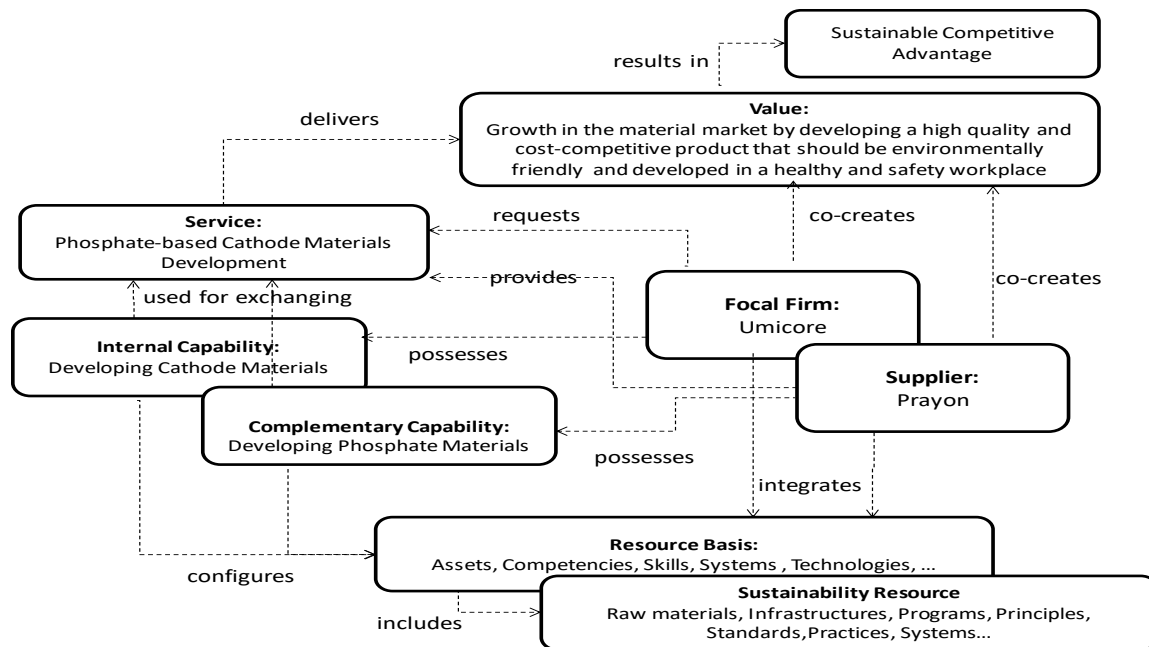 Sustainable Competitive
Advantage
results in
Value:
Growth in the material market by developing a high quality and
cost-competitive product that should be environmentally
friendly and developed in a healthy and safety workplace
delivers
Service:
Phosphate-based Cathode Materials
Development
requests
co-creates
provides
co-creates
used for exchanging
Focal Firm:
Umicore
Internal Capability:
Developing Cathode Materials
possesses
Supplier:
Prayon
Complementary Capability:
Developing Phosphate Materials
possesses
integrates
Resource Basis:
Assets, Competencies, Skills, Systems , Technologies, ...
configures
Sustainability Resource
Raw materials, Infrastructures, Programs, Principles,
Standards,Practices, Systems...
includes